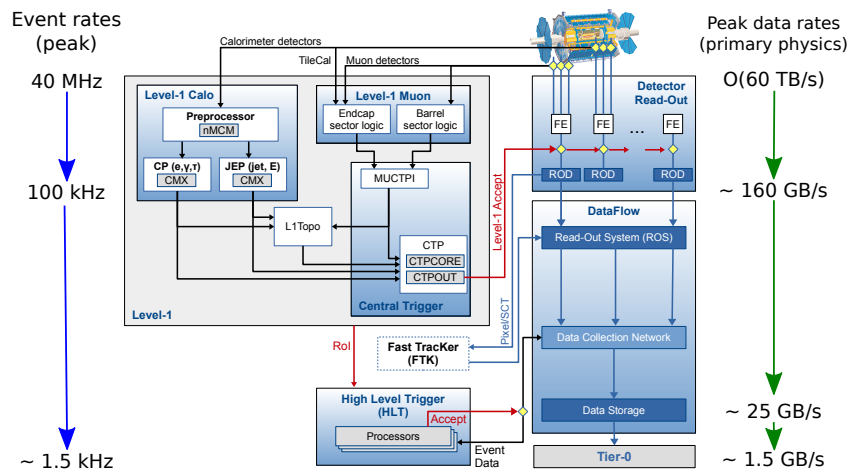 Event rates
(peak)
40 MHz
100 kHz
~ 1.5 kHz
Calorimeter detectors
TileCal
Muon detectors
Level-1 Calo
Preprocessor
nMCM
CP (e,γ,τ)
CMX
JEP (jet, E)
CMX
Level-1 Muon
Endcap
sector logic
Barrel
sector logic
MUCTPI
L1Topo
CTP
CTPCORE
CTPOUT
Central Trigger
Level-1
Level-1 Accept
RoI
Pixel/SCT
Fast TracKer
(FTK)
High Level Trigger
(HLT)
Accept
Processors
Event
Data
Detector
Read-Out
FE
FE
...
FE
ROD
ROD
ROD
DataFlow
Read-Out System (ROS)
Data Collection Network
Data Storage
Tier-0
Peak data rates
(primary physics)
O(60 TB/s)
~ 160 GB/s
~ 25 GB/s
~ 1.5 GB/s